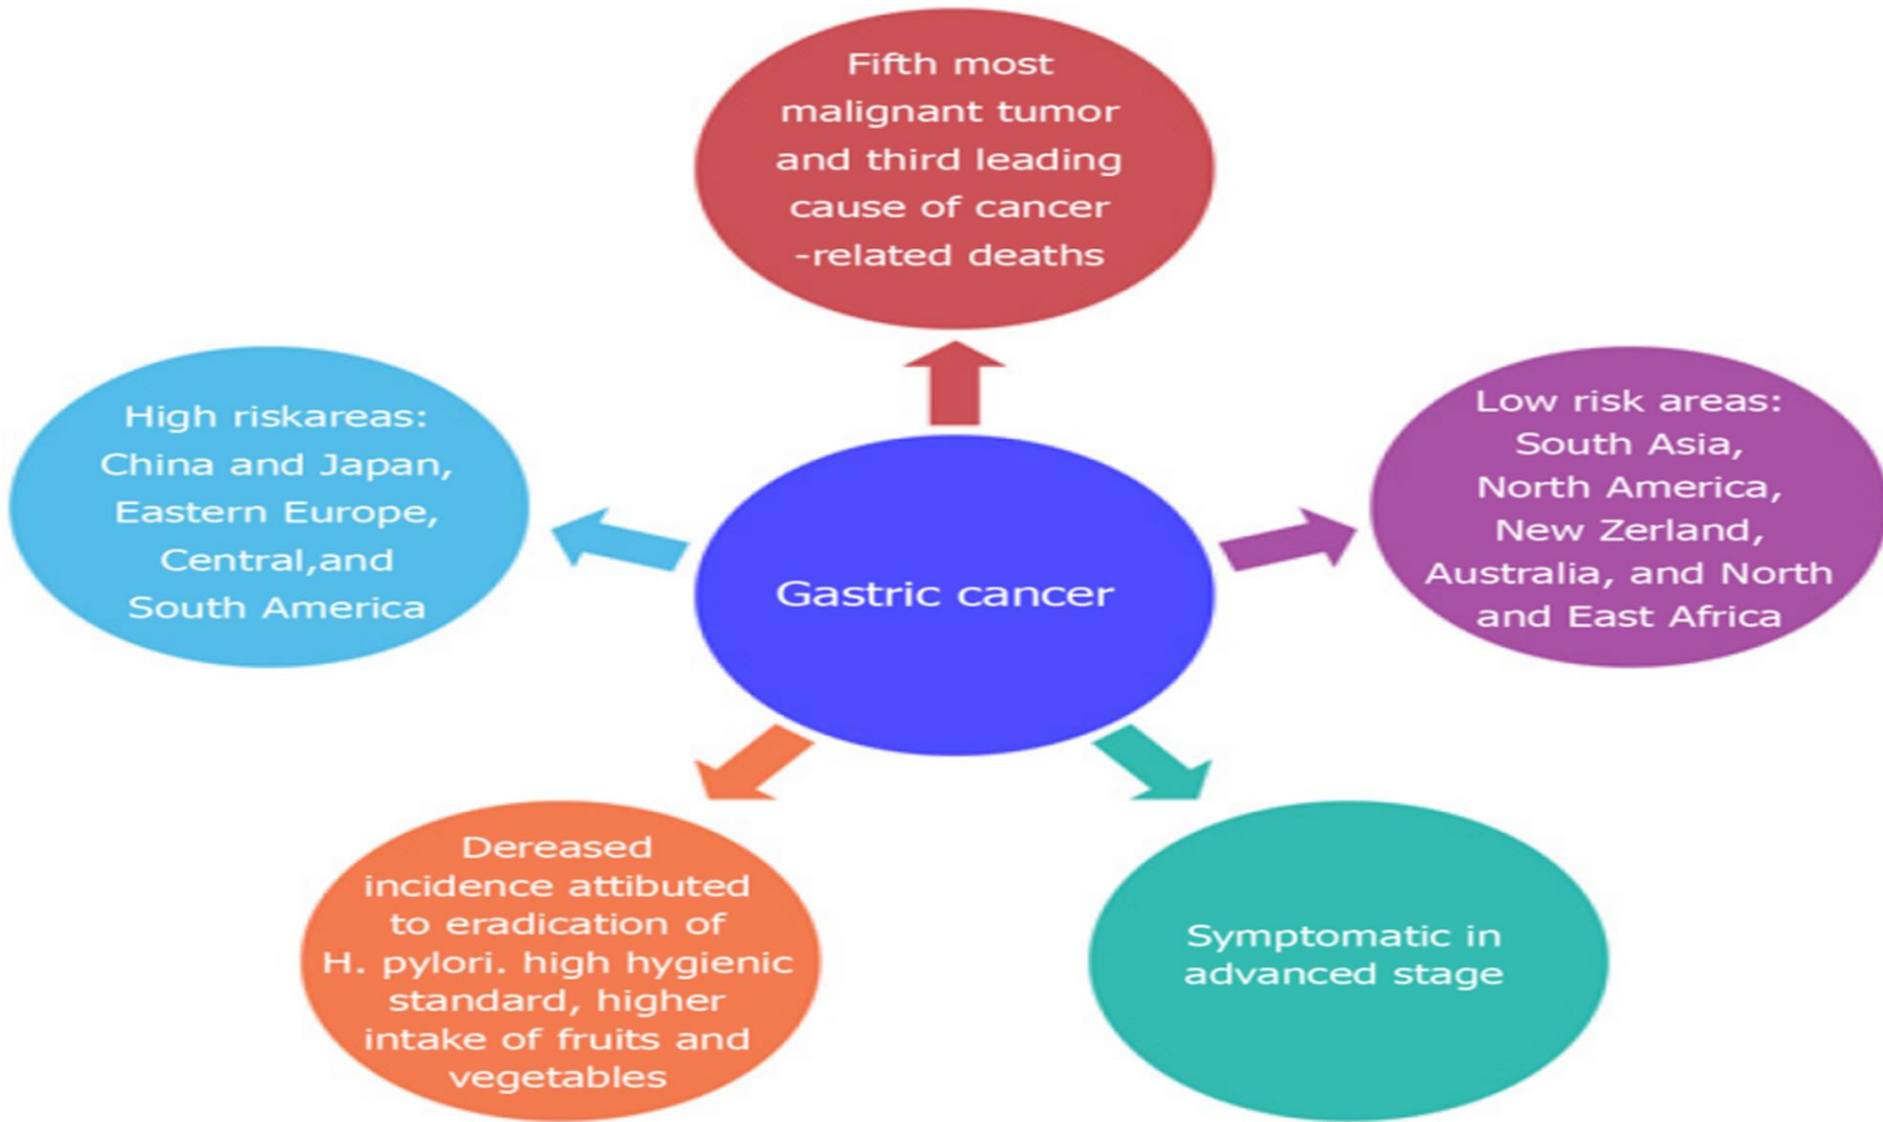 Fifth most
malignant tumor
and third leading
cause of cancer
-related deaths
High riskareas:
China and Japan,
Eastern Europe,
Central,and
South America
Low risk areas:
South Asia,
North America,
New Zerland,
Australia, and North
and East Africa
Gastric cancer
Dereased
incidence attibuted
to eradication of
H. pylori. high hygienic
standard, higher
intake of fruits and
vegetables
Symptomatic in
advanced stage